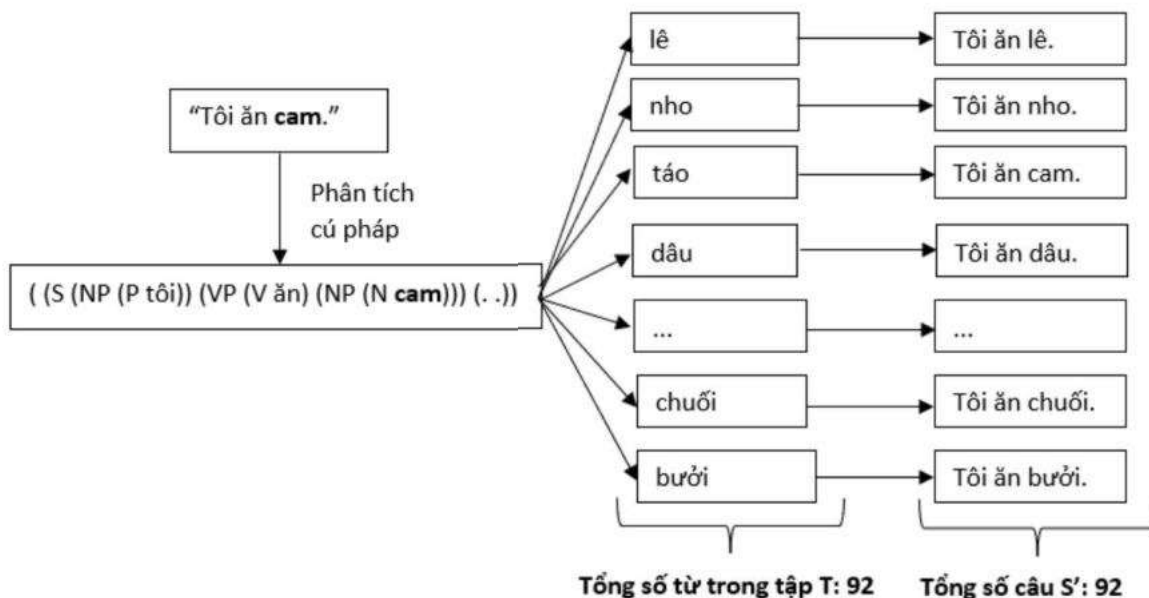 “Tôi ăn cam.”
Phân tích
cú pháp
( (S (NP (P tôi)) (VP (V ăn) (NP (N cam))) (. .))
lê
nho
táo
dâu
...
chuối
bưởi
Tôi ăn lê.
Tôi ăn nho.
Tôi ăn cam.
Tôi ăn dâu.
...
Tôi ăn chuối.
Tôi ăn bưởi.
Tổng số từ trong tập T: 92
Tổng số câu S’: 92